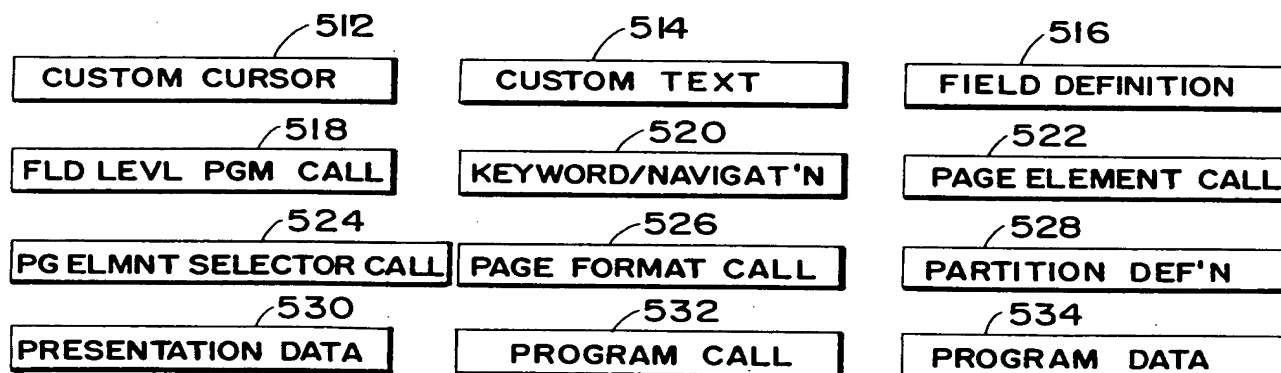 512 514 516
CUSTOM CURSOR CUSTOM TEXT FIELD DEFINITION
518 520 522
FLD LEVL PGM CALL KEYWORD/NAVIGAT'N PAGE ELEMENT CALL
524 526 528
PG ELMNT SELECTOR CALL PAGE FORMAT CALL PARTITION DEF'N
530 532 534
PRESENTATION DATA PROGRAM CALL PROGRAM DATA